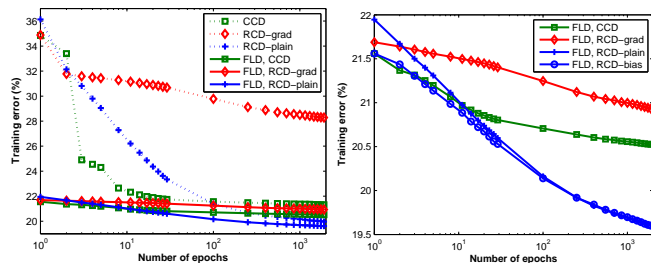 38
36
34
32
30
28
26
24
22
20
Training error (%)
10^0
10^1
10^2
10^3
Number of epochs
CCD
RCD-grad
RCD-plain
FLD, CCD
FLD, RCD-grad
FLD, RCD-plain
22
21.5
21
20.5
20
19.5
Training error (%)
10^0
10^1
10^2
10^3
Number of epochs
FLD, CCD
FLD, RCD-grad
FLD, RCD-plain
FLD, RCD-bias